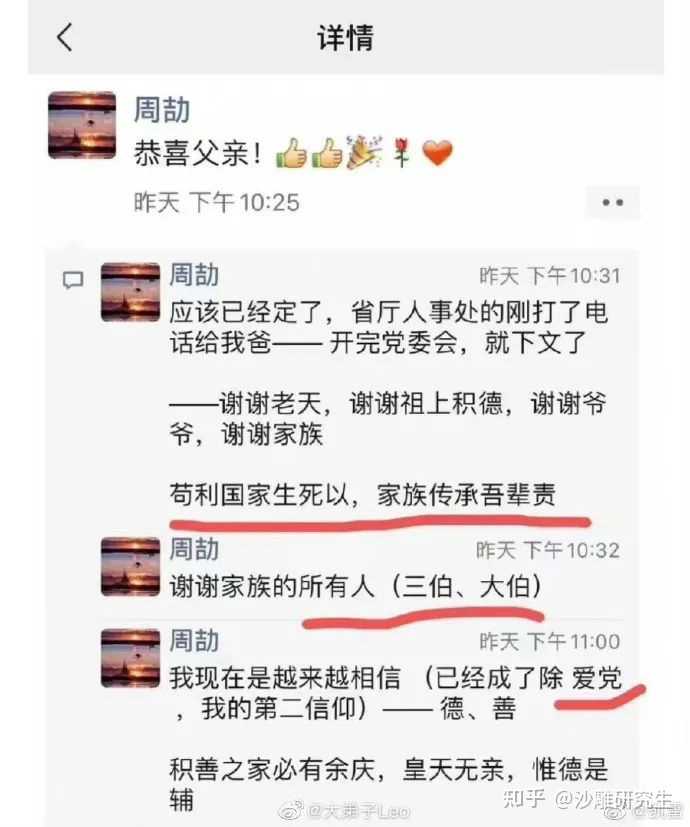 详情
周劼
恭喜父亲！👍👍🎉🌹❤️
昨天 下午10:25
周劼
昨天 下午10:31
应该已经定了，省厅人事处的刚打了电
话给我爸—— 开完党委会，就下文了
——谢谢老天，谢谢祖上积德，谢谢爷
爷，谢谢家族
苟利国家生死以，家族传承吾辈责
周劼
昨天 下午10:32
谢谢家族的所有人（三伯、大伯）
周劼
昨天 下午11:00
我现在是越来越相信 （已经成了除 爱党
，我的第二信仰）—— 德、善
积善之家必有余庆，皇天无亲，惟德是
辅
@大弟子Leo
知乎 @沙雕研究生